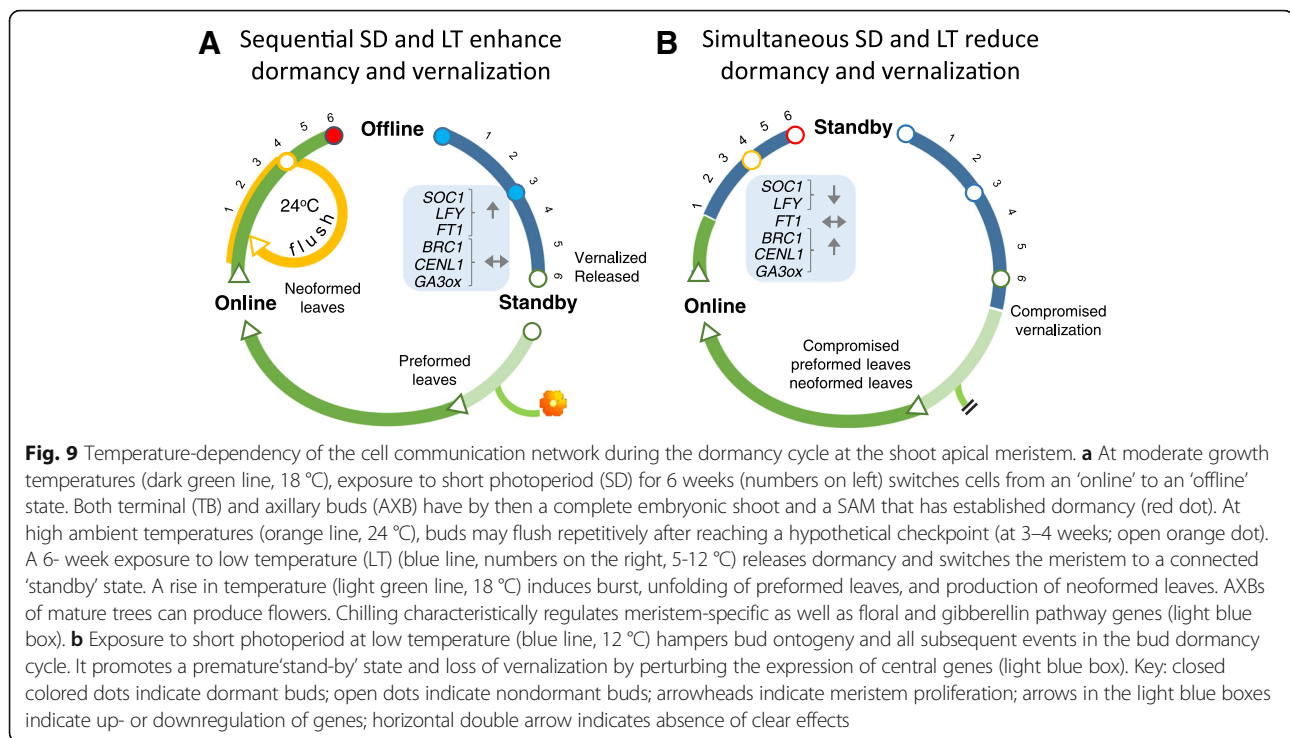 A Sequential SD and LT enhance
dormancy and vernalization
1 2 3 4 5 6
Offline
1 2 3 4 5 6
24°C
flush
SOC1
LFY
FT1
BRC1
CENL1
GA3ox
Vernalized
Released
Online
Neoformed
leaves
Standby
Preformed
leaves
B Simultaneous SD and LT reduce
dormancy and vernalization
1 2 3 4 5 6
Standby
1 2 3 4 5 6
SOC1
LFY
FT1
BRC1
CENL1
GA3ox
Online
Compromised
vernalization
Compromised
preformed leaves
neoformed leaves
Fig. 9 Temperature-dependency of the cell communication network during the dormancy cycle at the shoot apical meristem. a At moderate growth
temperatures (dark green line, 18 °C), exposure to short photoperiod (SD) for 6 weeks (numbers on left) switches cells from an 'online' to an 'offline'
state. Both terminal (TB) and axillary buds (AXB) have by then a complete embryonic shoot and a SAM that has established dormancy (red dot). At
high ambient temperatures (orange line, 24 °C), buds may flush repetitively after reaching a hypothetical checkpoint (at 3–4 weeks; open orange dot).
A 6- week exposure to low temperature (LT) (blue line, numbers on the right, 5-12 °C) releases dormancy and switches the meristem to a connected
'standby' state. A rise in temperature (light green line, 18 °C) induces burst, unfolding of preformed leaves, and production of neoformed leaves. AXBs
of mature trees can produce flowers. Chilling characteristically regulates meristem-specific as well as floral and gibberellin pathway genes (light blue
box). b Exposure to short photoperiod at low temperature (blue line, 12 °C) hampers bud ontogeny and all subsequent events in the bud dormancy
cycle. It promotes a premature'stand-by' state and loss of vernalization by perturbing the expression of central genes (light blue box). Key: closed
colored dots indicate dormant buds; open dots indicate nondormant buds; arrowheads indicate meristem proliferation; arrows in the light blue boxes
indicate up- or downregulation of genes; horizontal double arrow indicates absence of clear effects